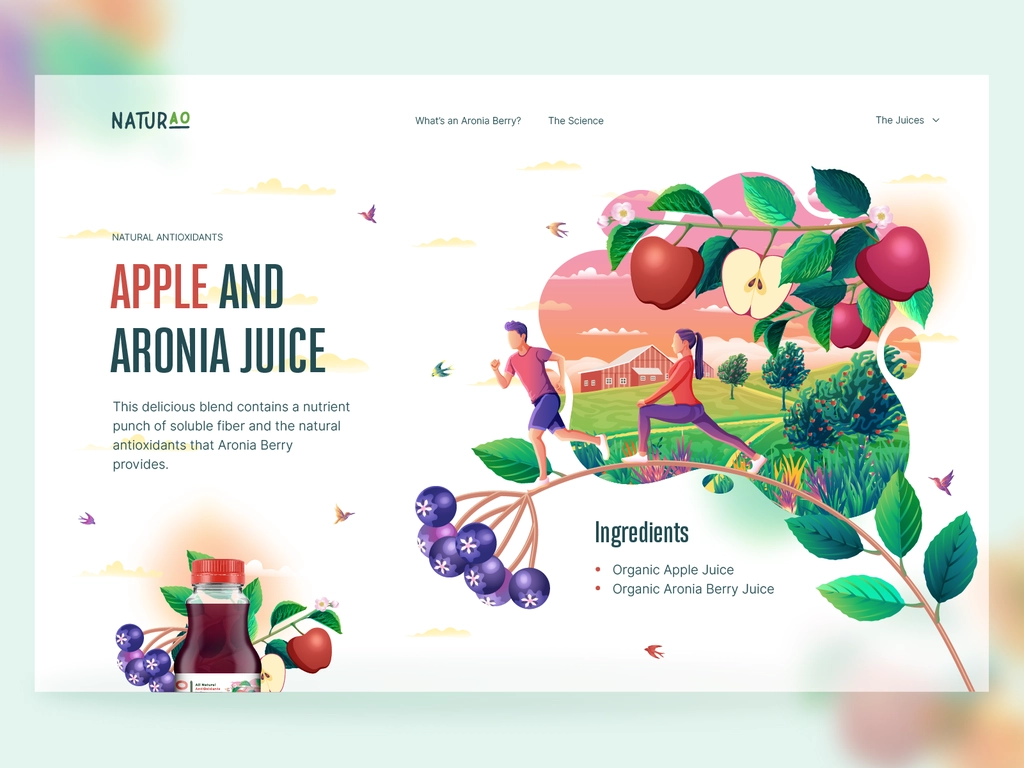 NATURAO
What's an Aronia Berry?
The Science
The Juices
NATURAL ANTIOXIDANTS
APPLE AND
ARONIA JUICE
This delicious blend contains a nutrient
punch of soluble fiber and the natural
antioxidants that Aronia Berry
provides.
Ingredients
• Organic Apple Juice
• Organic Aronia Berry Juice
All Natural
AntiOxidants